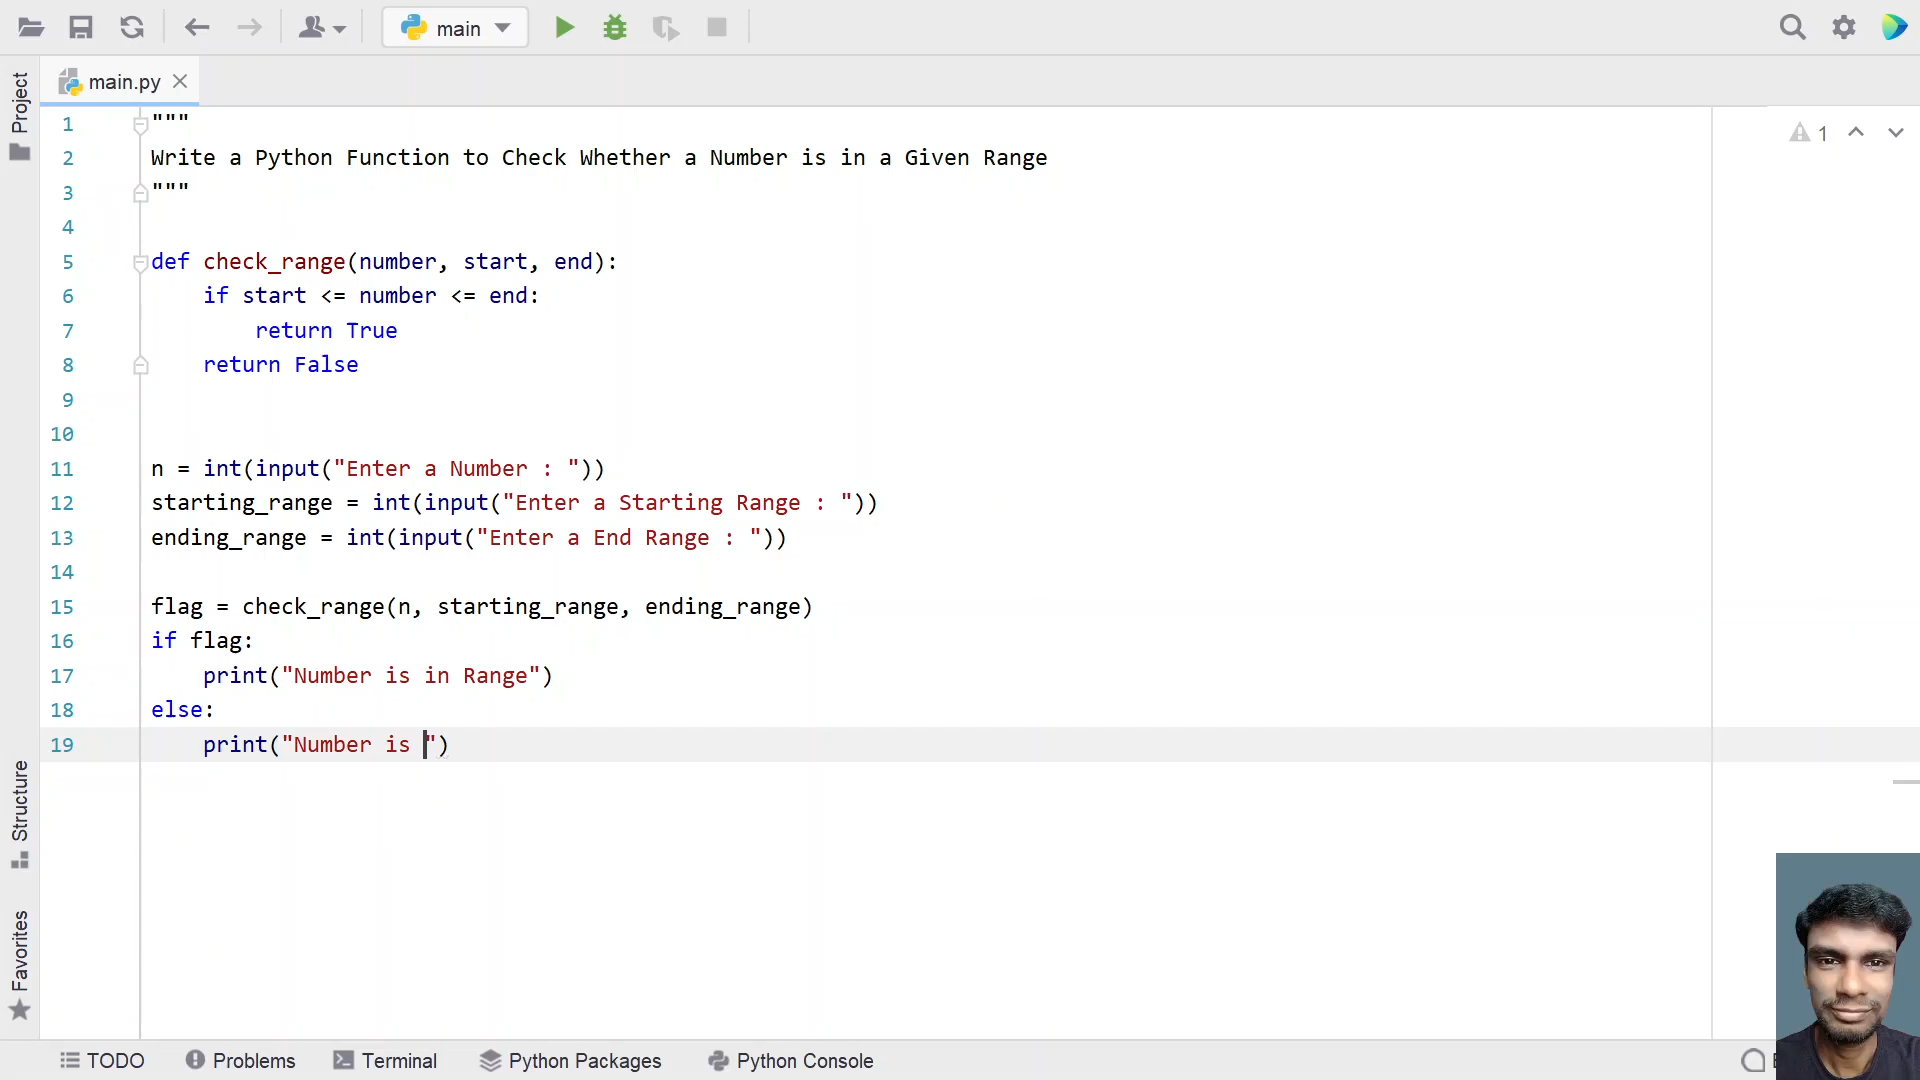 main
main.py
Project
1
1 """
2 Write a Python Function to Check Whether a Number is in a Given Range
3 """
4
5 def check_range(number, start, end):
6     if start <= number <= end:
7         return True
8     return False
9
10
11 n = int(input("Enter a Number : "))
12 starting_range = int(input("Enter a Starting Range : "))
13 ending_range = int(input("Enter a End Range : "))
14
15 flag = check_range(n, starting_range, ending_range)
16 if flag:
17     print("Number is in Range")
18 else:
19     print("Number is ")
Structure
Favorites
TODO Problems Terminal Python Packages Python Console